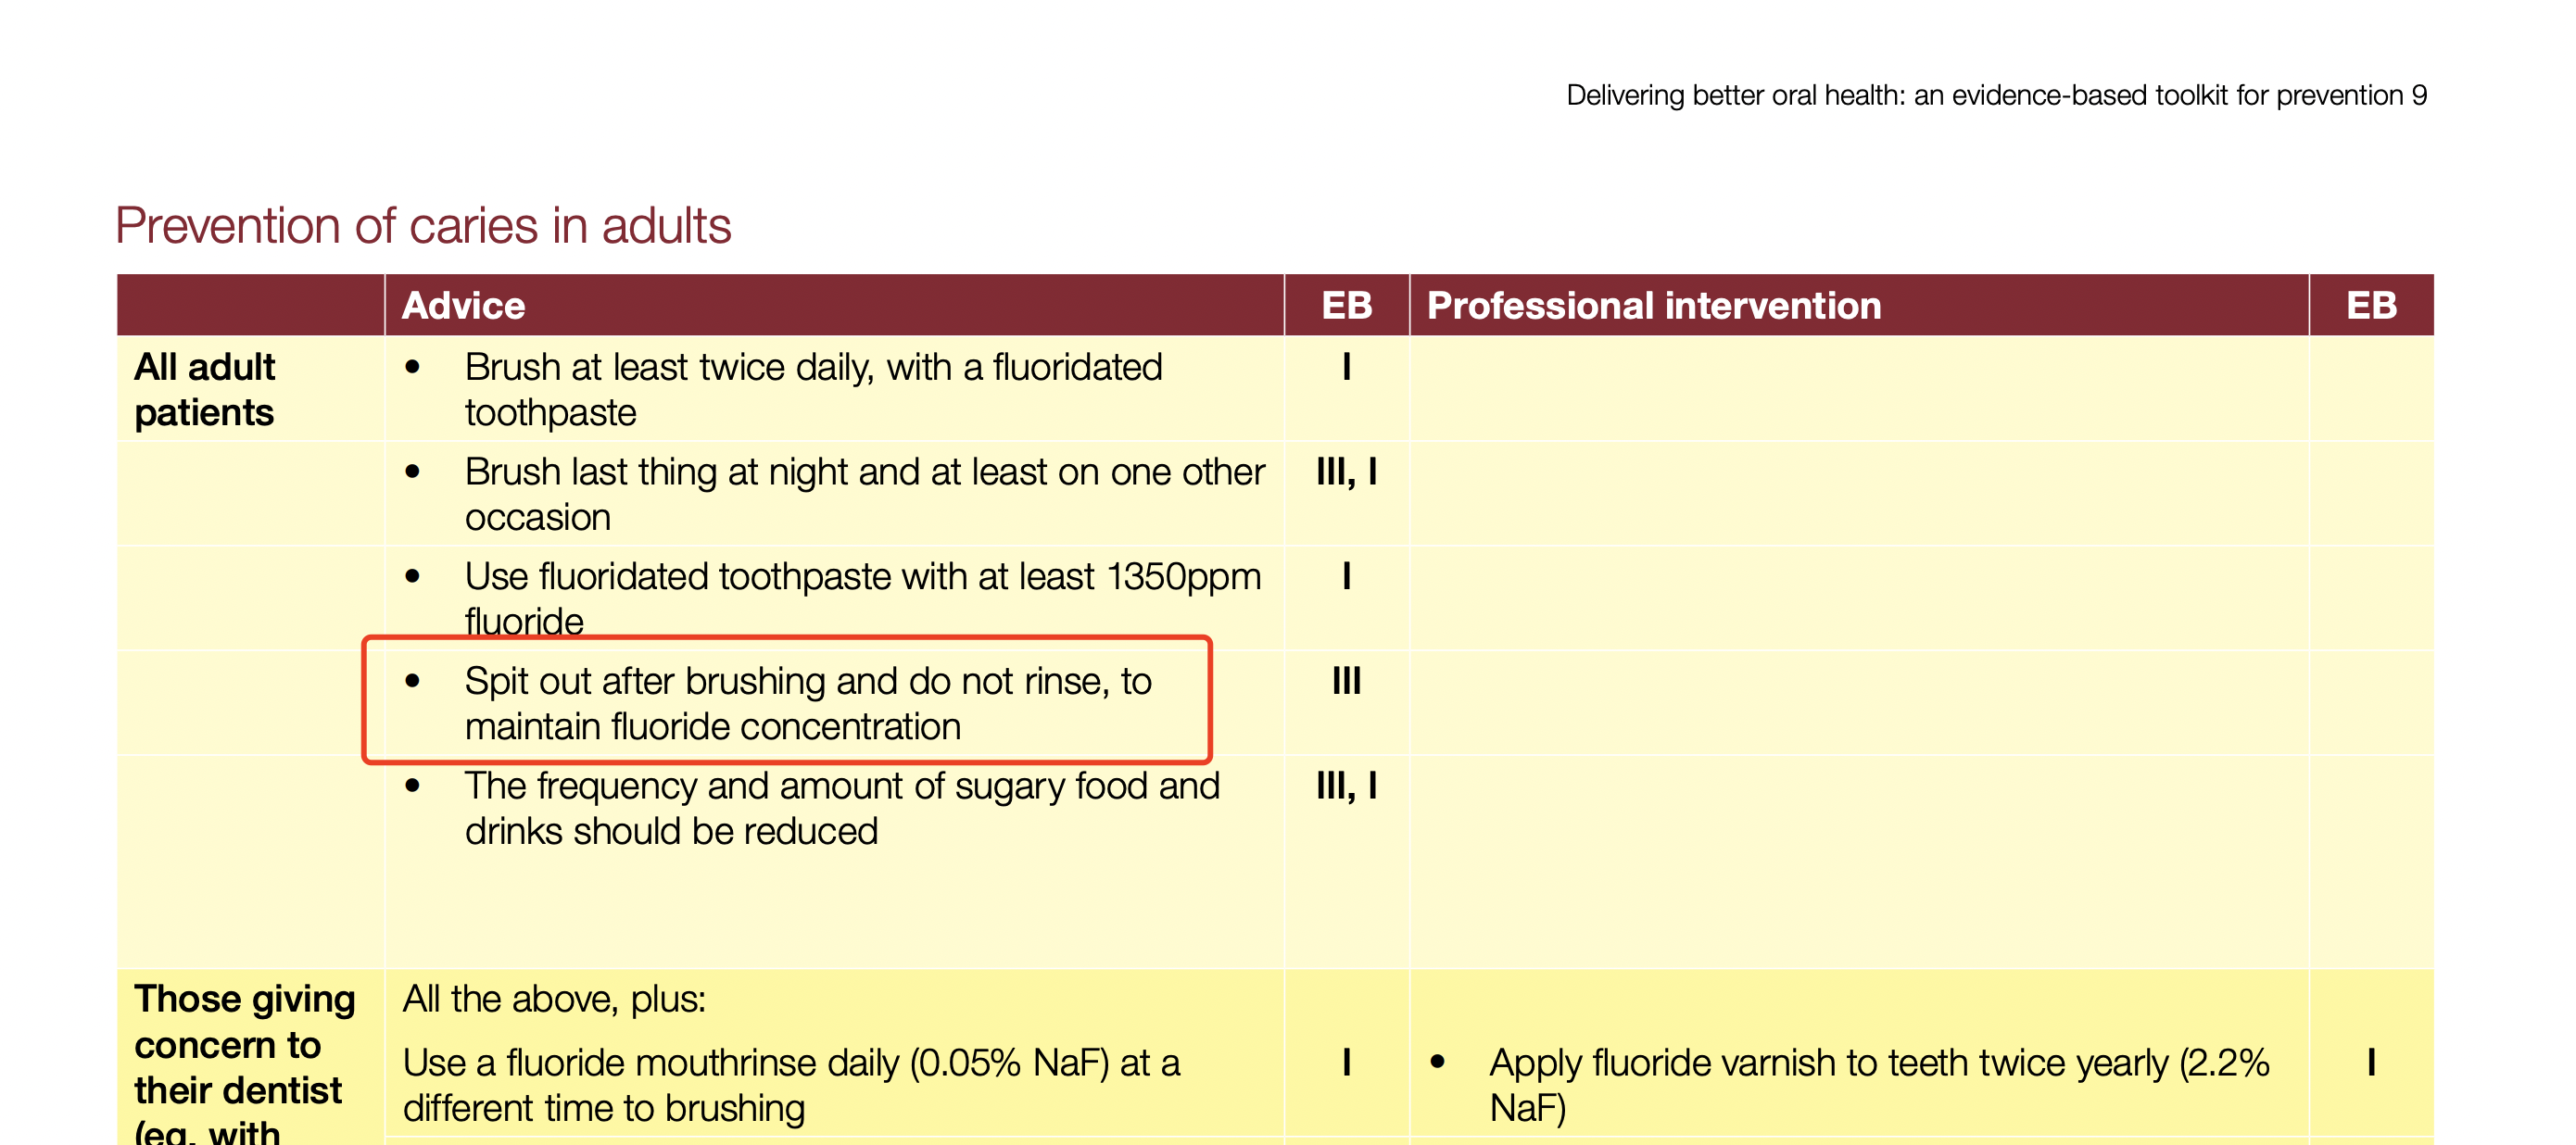 Delivering better oral health: an evidence-based toolkit for prevention 9
Prevention of caries in adults
Advice EB Professional intervention EB
All adult patients
• Brush at least twice daily, with a fluoridated
toothpaste
I
• Brush last thing at night and at least on one other
occasion
III, I
• Use fluoridated toothpaste with at least 1350ppm
fluoride
I
• Spit out after brushing and do not rinse, to
maintain fluoride concentration
III
• The frequency and amount of sugary food and
drinks should be reduced
III, I
Those giving
concern to
their dentist
(eg. with
All the above, plus:
Use a fluoride mouthrinse daily (0.05% NaF) at a
different time to brushing
I
• Apply fluoride varnish to teeth twice yearly (2.2%
NaF)
I